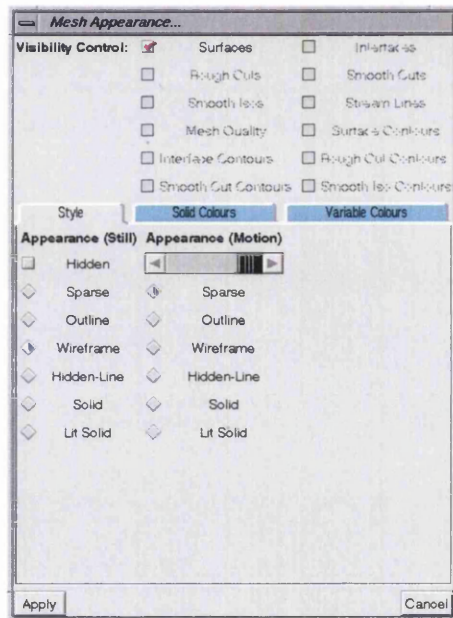 Mesh Appearance...
Visibility Control: Surfaces Interfaces
Rough Cuts Smooth Cuts
Smooth Isos Stream Lines
Mesh Quality Surface Contours
Interface Contours Rough Cut Contours
Smooth Cut Contours Smooth Iso Contours
Style Solid Colours Variable Colours
Appearance (Still) Appearance (Motion)
Hidden
Sparse Sparse
Outline Outline
Wireframe Wireframe
Hidden-Line Hidden-Line
Solid Solid
Lit Solid Lit Solid
Apply Cancel